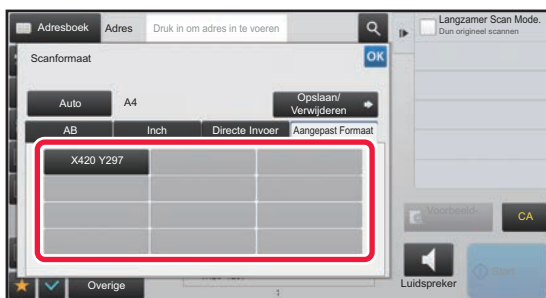 Adresboek
Adres
Druk in om adres in te voeren
Langzamer Scan Mode.
Dun origineel scannen
Scanformaat
OK
Auto
A4
Opslaan/
Verwijderen
AB
Inch
Directe Invoer
Aangepast Formaat
X420 Y297
CA
Start
Overige
1
Luidspreker